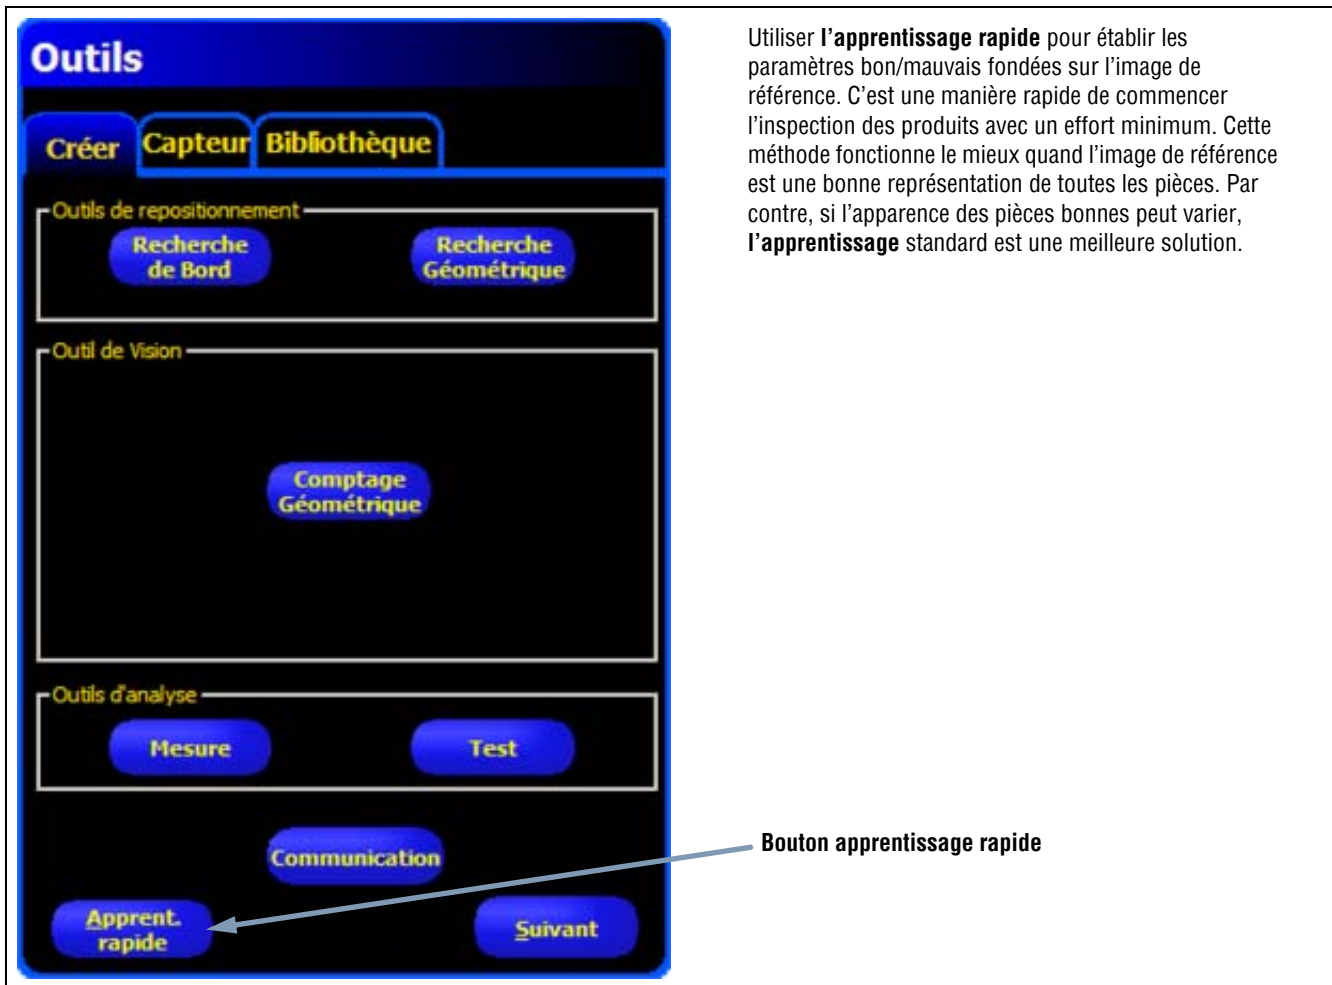 Outils
Créer Capteur Bibliothèque
Outils de repositionnement
Recherche
de Bord
Recherche
Géométrique
Outil de Vision
Comptage
Géométrique
Outils d'analyse
Mesure
Test
Communication
Apprent.
rapide
Suivant
Utiliser l’apprentissage rapide pour établir les
paramètres bon/mauvais fondées sur l’image de
référence. C’est une manière rapide de commencer
l’inspection des produits avec un effort minimum. Cette
méthode fonctionne le mieux quand l’image de référence
est une bonne représentation de toutes les pièces. Par
contre, si l’apparence des pièces bonnes peut varier,
l’apprentissage standard est une meilleure solution.
Bouton apprentissage rapide